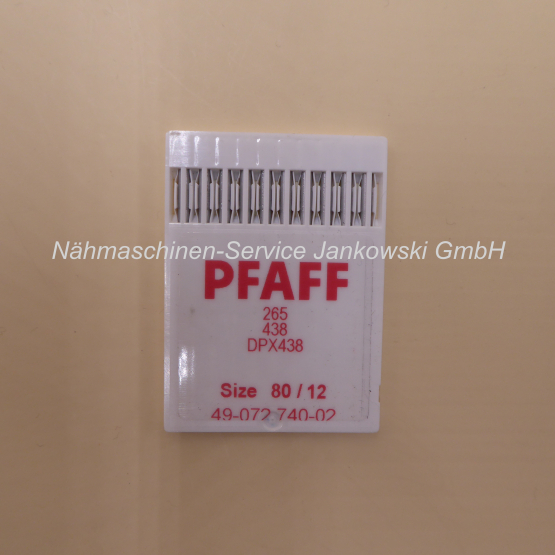 Nähmaschinen-Service Jankowski GmbH
PFAFF
265
438
DPX438
Size 80 / 12
49-072 740-02